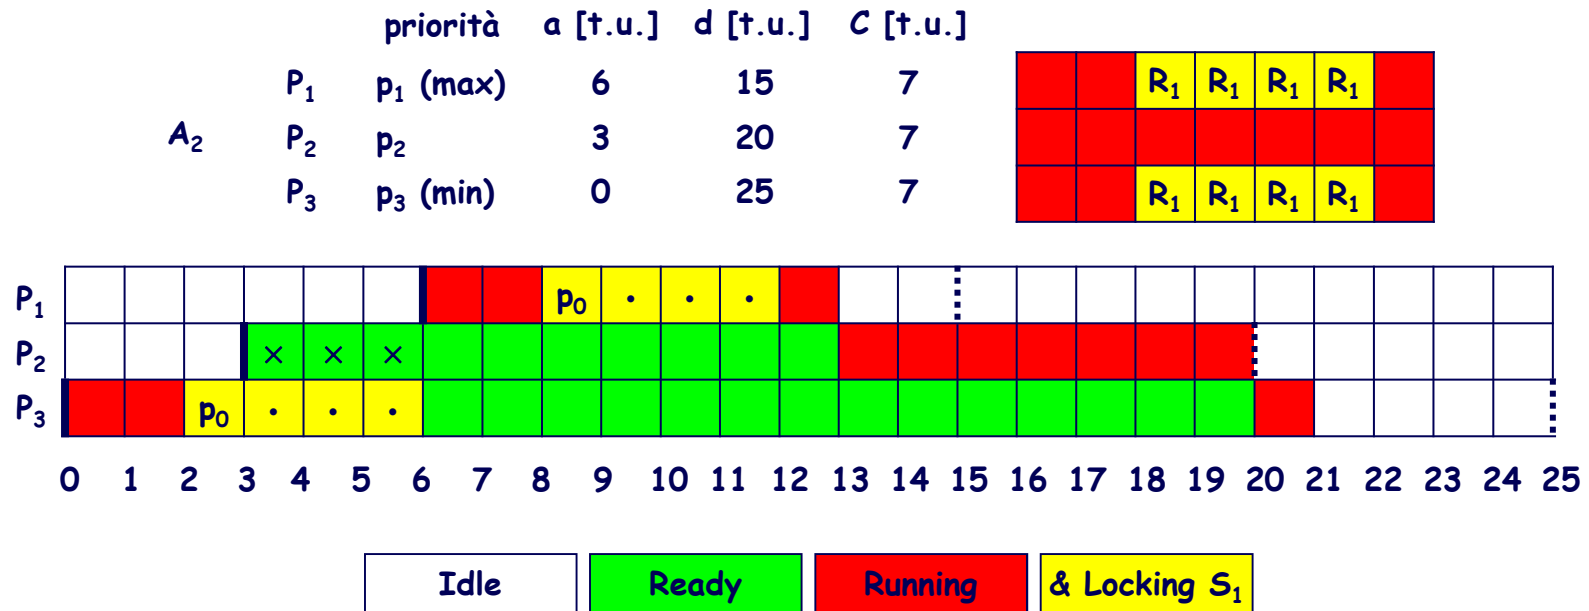 priorità a [t.u.] d [t.u.] C [t.u.]
P₁ p₁ (max) 6 15 7 R₁ R₁ R₁ R₁
A₂ P₂ p₂ 3 20 7
P₃ p₃ (min) 0 25 7 R₁ R₁ R₁ R₁
P₁ p₀ · · ·
P₂ × × ×
P₃ p₀ · · ·
0 1 2 3 4 5 6 7 8 9 10 11 12 13 14 15 16 17 18 19 20 21 22 23 24 25
Idle Ready Running & Locking S₁